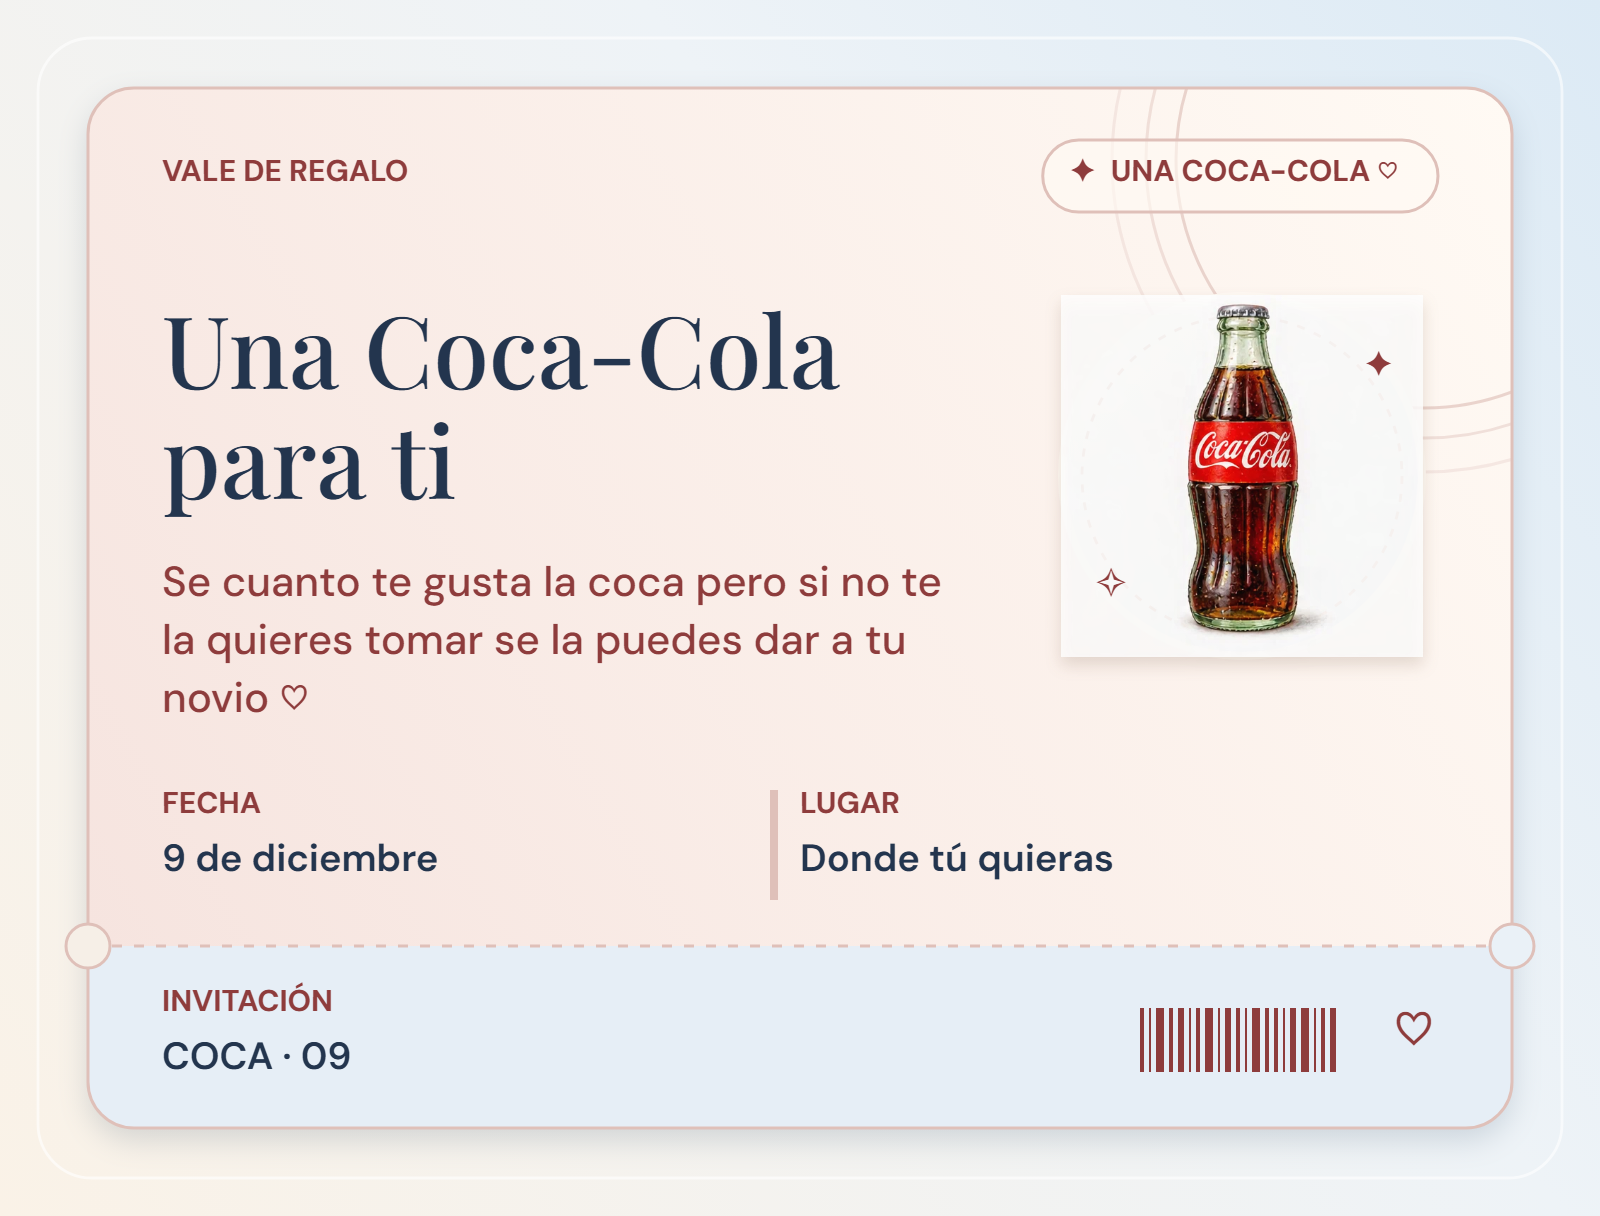 VALE DE REGALO
✦ UNA COCA-COLA ♡
Una Coca-Cola
para ti
Coca-Cola
Se cuanto te gusta la coca pero si no te
la quieres tomar se la puedes dar a tu
novio ♡
FECHA
9 de diciembre
LUGAR
Donde tú quieras
INVITACIÓN
COCA · 09